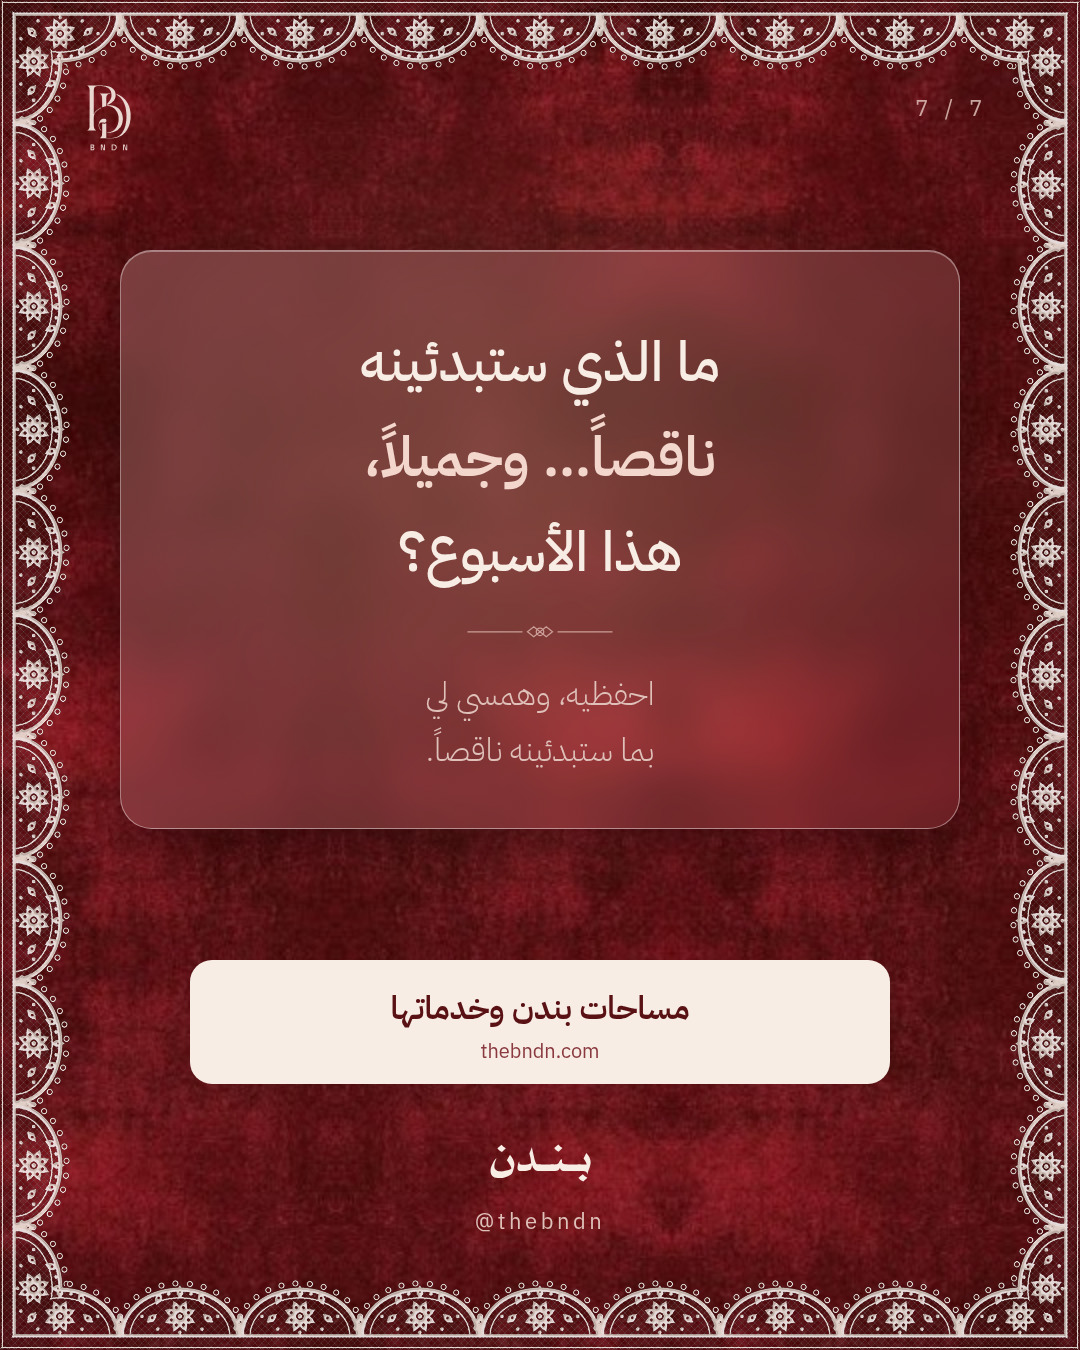 BNDN
7 / 7
ما الذي ستبدئينه
ناقصاً... وجميلاً،
هذا الأسبوع؟
احفظيه، وهمسي لي
بما ستبدئينه ناقصاً.
مساحات بندن وخدماتها
thebndn.com
بـنـدن
@thebndn